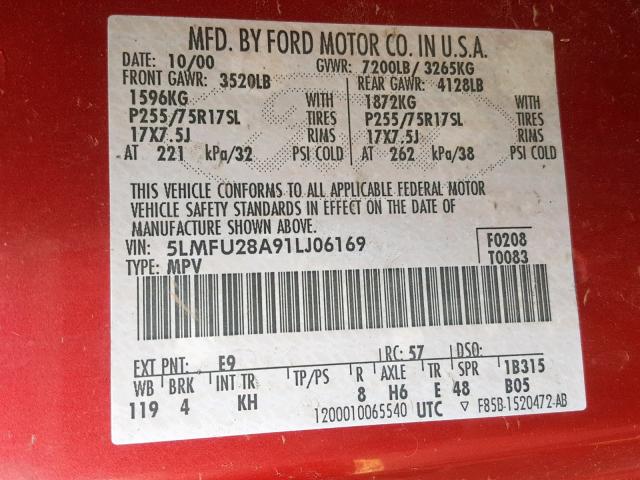 MFD. BY FORD MOTOR CO. IN U.S.A.
DATE: 10/00 GVWR: 7200LB/ 3265KG
FRONT GAWR: 3520LB REAR GAWR: 4128LB
1596KG WITH 1872KG WITH
P255/75R17SL TIRES P255/75R17SL TIRES
17X7.5J RIMS 17X7.5J RIMS
AT 221 kPa/32 PSI COLD AT 262 kPa/38 PSI COLD
THIS VEHICLE CONFORMS TO ALL APPLICABLE FEDERAL MOTOR
VEHICLE SAFETY STANDARDS IN EFFECT ON THE DATE OF
MANUFACTURE SHOWN ABOVE.
VIN: 5LMFU28A91LJ06169 F0208
TYPE: MPV T0083
EXT PNT: E9 RC: 57 DSO:
WB BRK INT TR TP/PS R AXLE TR S 1B315
119 4 KH 8 H6 E 48 B05
1200010065540 UTC ▽ F85B-1520472-AB